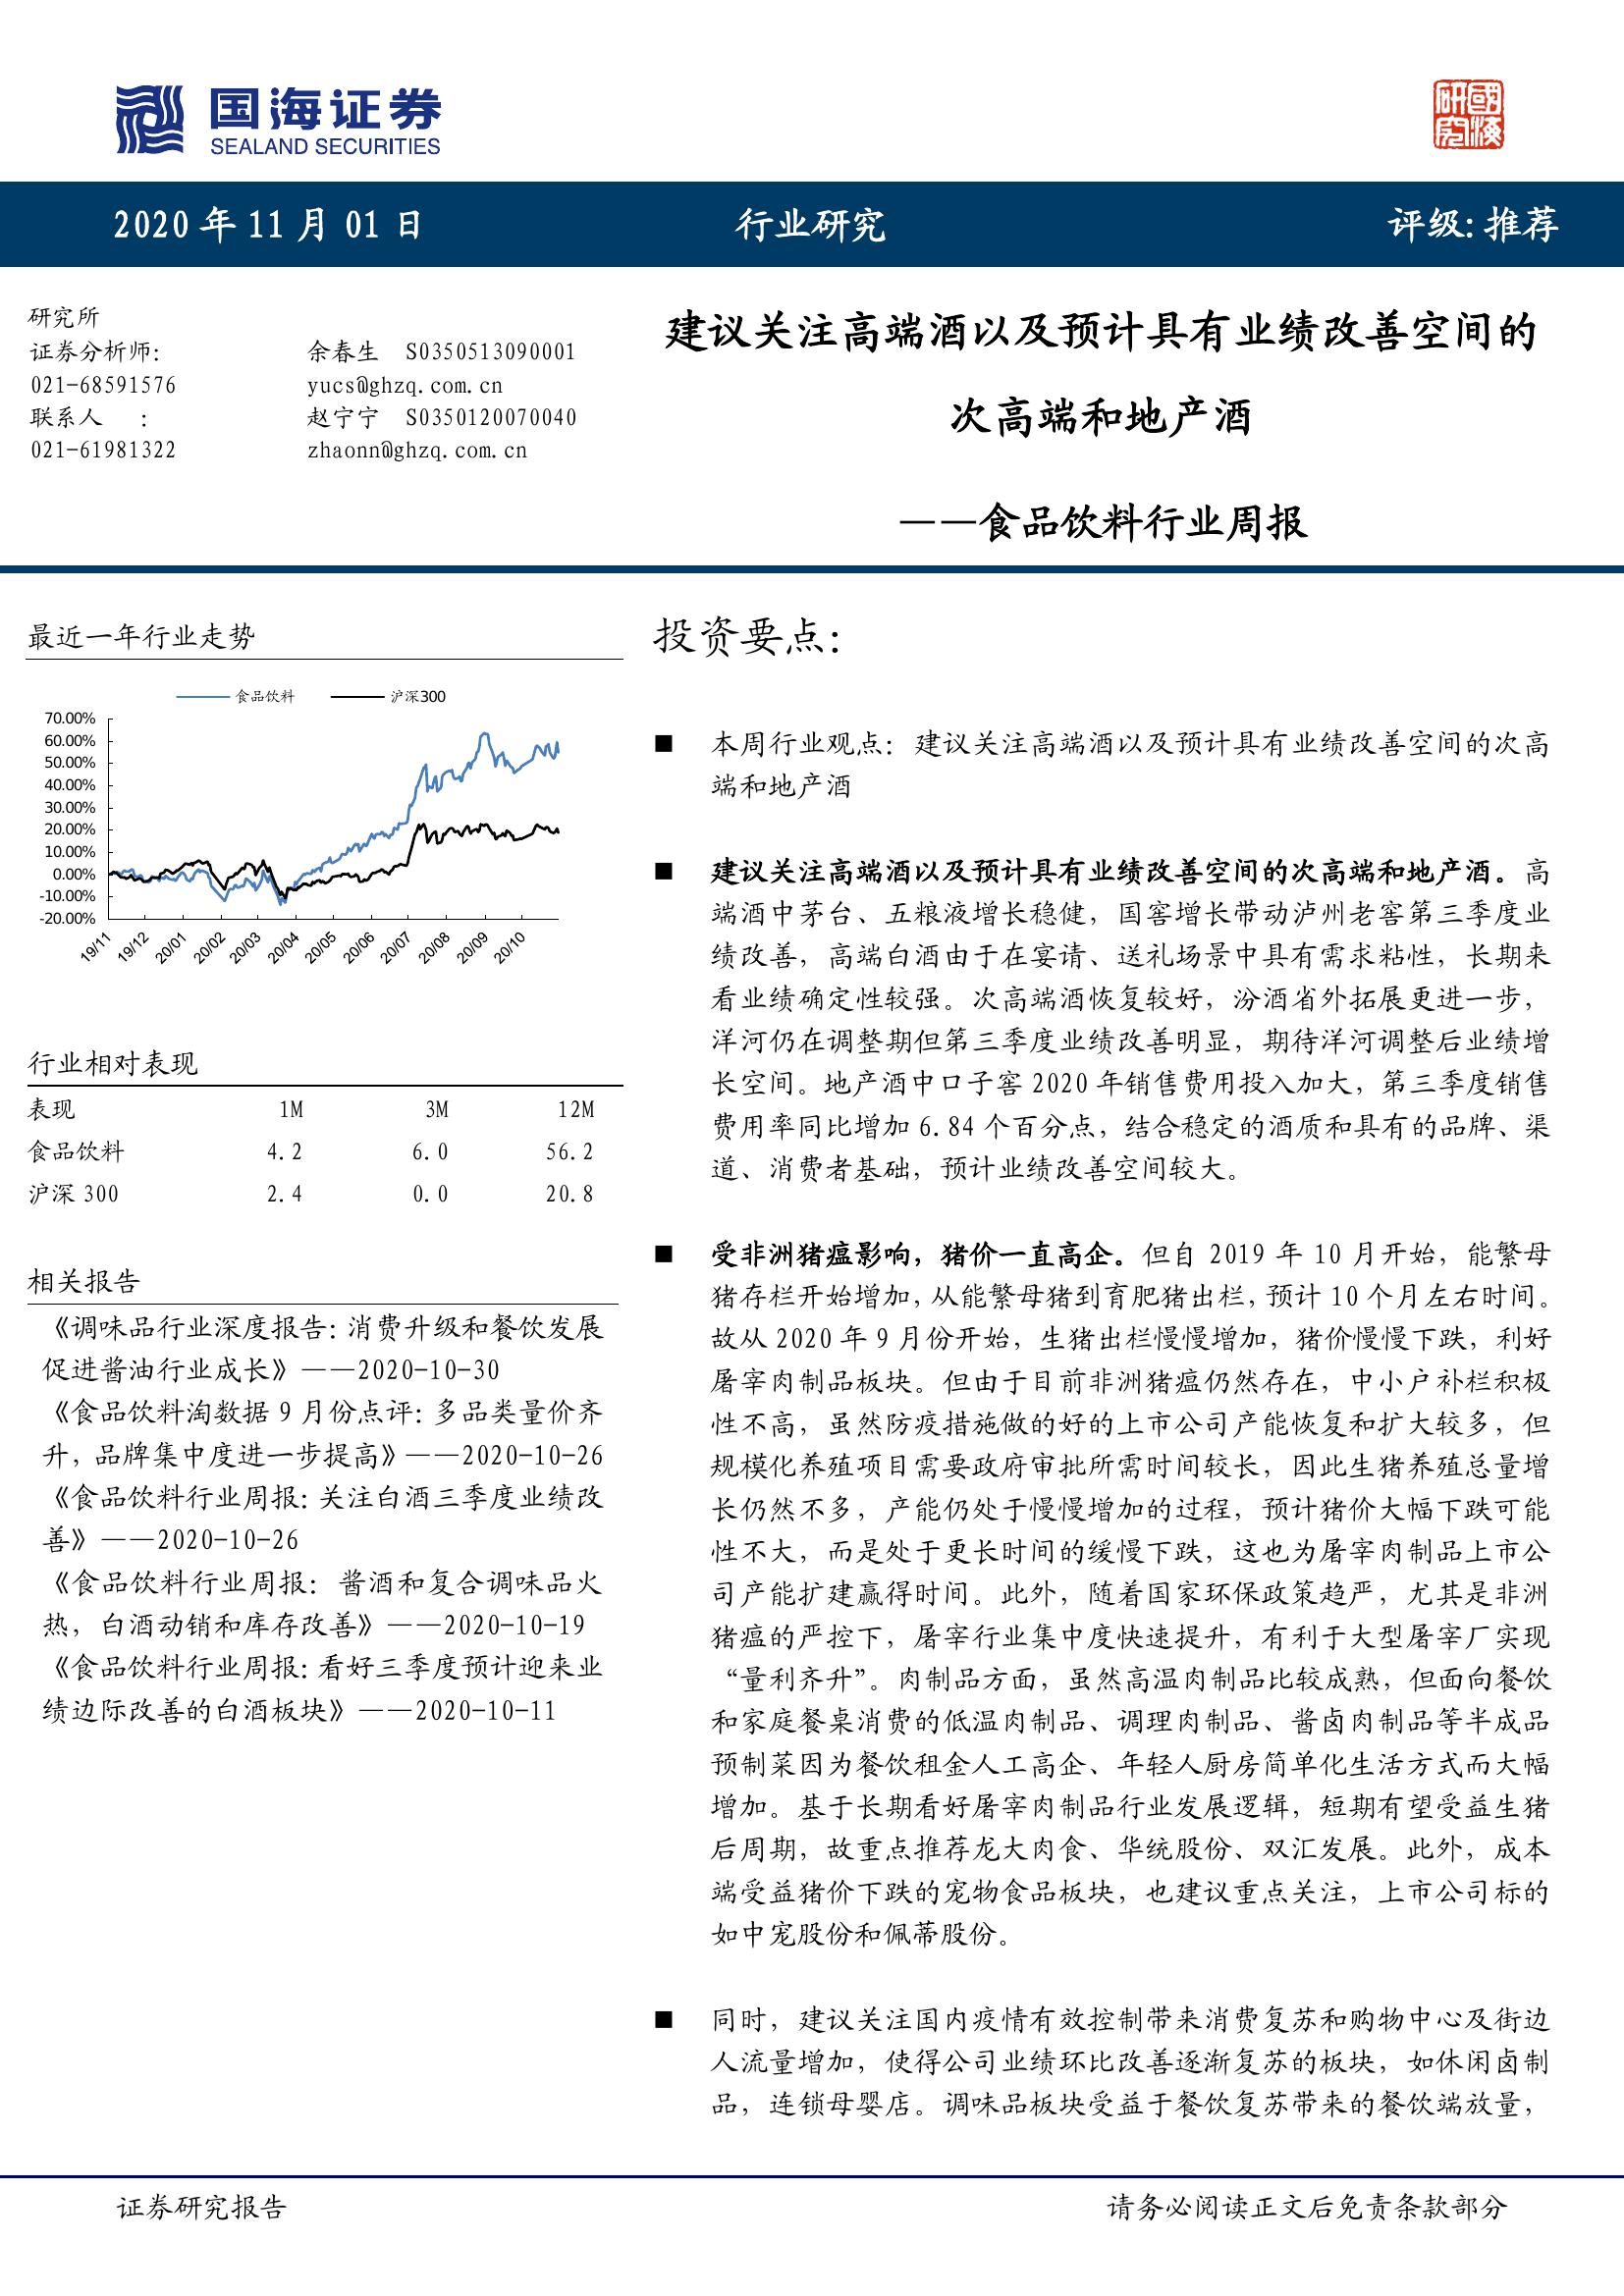 国海证券
SEALAND SECURITIES
研 國
究 海
2020 年 11 月 01 日
行业研究
评级:推荐
研究所
证券分析师: 余春生 S0350513090001
021-68591576 yucs@ghzq.com.cn
联系人 : 赵宁宁 S0350120070040
021-61981322 zhaonn@ghzq.com.cn
建议关注高端酒以及预计具有业绩改善空间的
次高端和地产酒
——食品饮料行业周报
最近一年行业走势
食品饮料 沪深300
70.00%
60.00%
50.00%
40.00%
30.00%
20.00%
10.00%
0.00%
-10.00%
-20.00%
19/11 19/12 20/01 20/02 20/03 20/04 20/05 20/06 20/07 20/08 20/09 20/10
行业相对表现
表现 1M 3M 12M
食品饮料 4.2 6.0 56.2
沪深 300 2.4 0.0 20.8
相关报告
《调味品行业深度报告:消费升级和餐饮发展
促进酱油行业成长》——2020-10-30
《食品饮料淘数据 9 月份点评:多品类量价齐
升,品牌集中度进一步提高》——2020-10-26
《食品饮料行业周报:关注白酒三季度业绩改
善》——2020-10-26
《食品饮料行业周报: 酱酒和复合调味品火
热,白酒动销和库存改善》——2020-10-19
《食品饮料行业周报:看好三季度预计迎来业
绩边际改善的白酒板块》——2020-10-11
投资要点:
■ 本周行业观点:建议关注高端酒以及预计具有业绩改善空间的次高
端和地产酒
■ 建议关注高端酒以及预计具有业绩改善空间的次高端和地产酒。高
端酒中茅台、五粮液增长稳健,国窖增长带动泸州老窖第三季度业
绩改善,高端白酒由于在宴请、送礼场景中具有需求粘性,长期来
看业绩确定性较强。次高端酒恢复较好,汾酒省外拓展更进一步,
洋河仍在调整期但第三季度业绩改善明显,期待洋河调整后业绩增
长空间。地产酒中口子窖 2020 年销售费用投入加大,第三季度销售
费用率同比增加 6.84 个百分点,结合稳定的酒质和具有的品牌、渠
道、消费者基础,预计业绩改善空间较大。
■ 受非洲猪瘟影响,猪价一直高企。但自 2019 年 10 月开始,能繁母
猪存栏开始增加,从能繁母猪到育肥猪出栏,预计 10 个月左右时间。
故从 2020 年 9 月份开始,生猪出栏慢慢增加,猪价慢慢下跌,利好
屠宰肉制品板块。但由于目前非洲猪瘟仍然存在,中小户补栏积极
性不高,虽然防疫措施做的好的上市公司产能恢复和扩大较多,但
规模化养殖项目需要政府审批所需时间较长,因此生猪养殖总量增
长仍然不多,产能仍处于慢慢增加的过程,预计猪价大幅下跌可能
性不大,而是处于更长时间的缓慢下跌,这也为屠宰肉制品上市公
司产能扩建赢得时间。此外,随着国家环保政策趋严,尤其是非洲
猪瘟的严控下,屠宰行业集中度快速提升,有利于大型屠宰厂实现
“量利齐升”。肉制品方面,虽然高温肉制品比较成熟,但面向餐饮
和家庭餐桌消费的低温肉制品、调理肉制品、酱卤肉制品等半成品
预制菜因为餐饮租金人工高企、年轻人厨房简单化生活方式而大幅
增加。基于长期看好屠宰肉制品行业发展逻辑,短期有望受益生猪
后周期,故重点推荐龙大肉食、华统股份、双汇发展。此外,成本
端受益猪价下跌的宠物食品板块,也建议重点关注,上市公司标的
如中宠股份和佩蒂股份。
■ 同时,建议关注国内疫情有效控制带来消费复苏和购物中心及街边
人流量增加,使得公司业绩环比改善逐渐复苏的板块,如休闲卤制
品,连锁母婴店。调味品板块受益于餐饮复苏带来的餐饮端放量,
证券研究报告
请务必阅读正文后免责条款部分